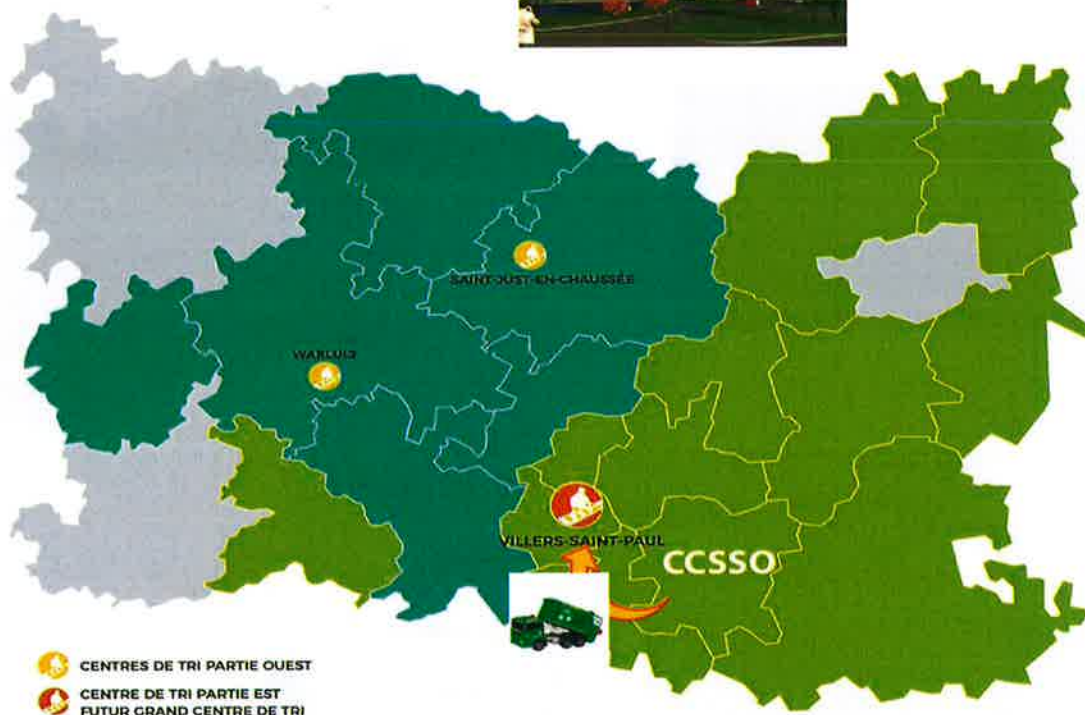 SAINT-JUST-EN-CHAUSSÉE
WARLUIS
VILLERS-SAINT-PAUL
CCSSO
CENTRES DE TRI PARTIE OUEST
CENTRE DE TRI PARTIE EST
FUTUR GRAND CENTRE DE TRI